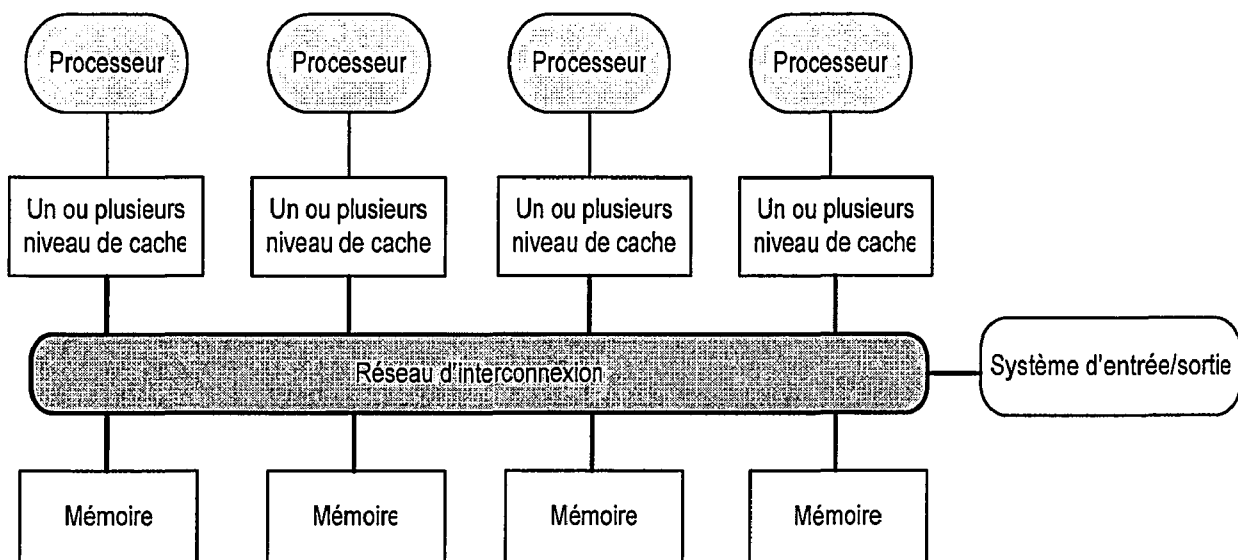 Processeur
Processeur
Processeur
Processeur
Un ou plusieurs
niveau de cache
Un ou plusieurs
niveau de cache
Un ou plusieurs
niveau de cache
Un ou plusieurs
niveau de cache
Réseau d'interconnexion
Système d'entrée/sortie
Mémoire
Mémoire
Mémoire
Mémoire